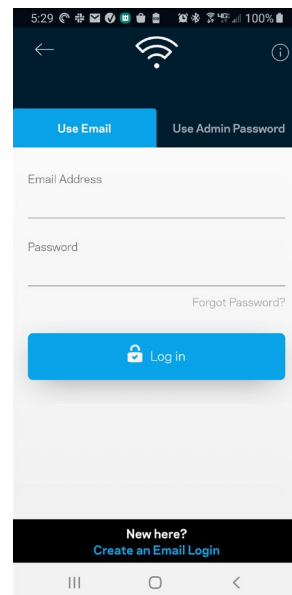 5:29 100%
Use Email Use Admin Password
Email Address
Password
Forgot Password?
Log in
New here?
Create an Email Login